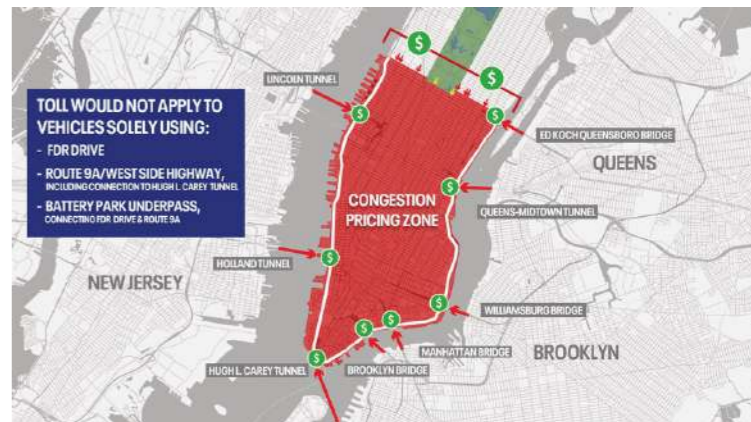 $
$
LINCOLN TUNNEL
$
TOLL WOULD NOT APPLY TO
VEHICLES SOLELY USING:
- FDR DRIVE
- ROUTE 9A/WEST SIDE HIGHWAY,
INCLUDING CONNECTION TO HUGH L. CAREY TUNNEL
- BATTERY PARK UNDERPASS,
CONNECTING FDR DRIVE & ROUTE 9A
$
ED KOCH QUEENSBORO BRIDGE
QUEENS
$
CONGESTION
PRICING ZONE
QUEENS-MIDTOWN TUNNEL
HOLLAND TUNNEL
$
NEW JERSEY
$
WILLIAMSBURG BRIDGE
$
$
MANHATTAN BRIDGE
BROOKLYN
$
HUGH L. CAREY TUNNEL
BROOKLYN BRIDGE